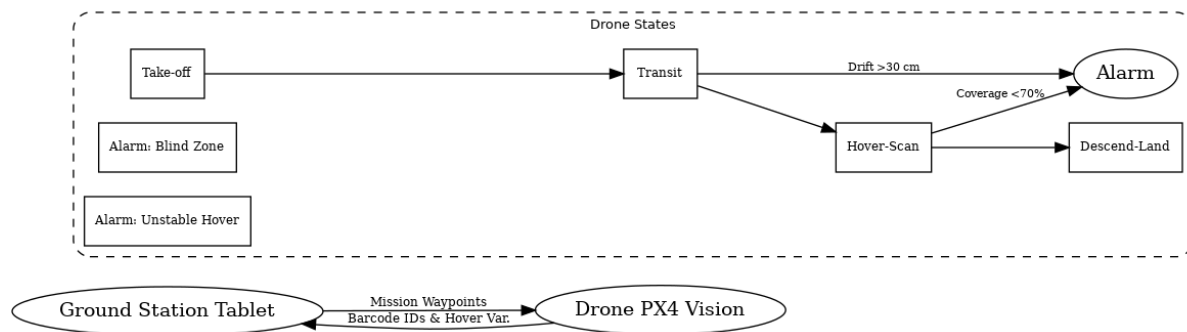 Drone States
Take-off
Transit
Drift >30 cm
Alarm
Coverage <70%
Alarm: Blind Zone
Hover-Scan
Descend-Land
Alarm: Unstable Hover
Ground Station Tablet
Mission Waypoints
Barcode IDs & Hover Var.
Drone PX4 Vision